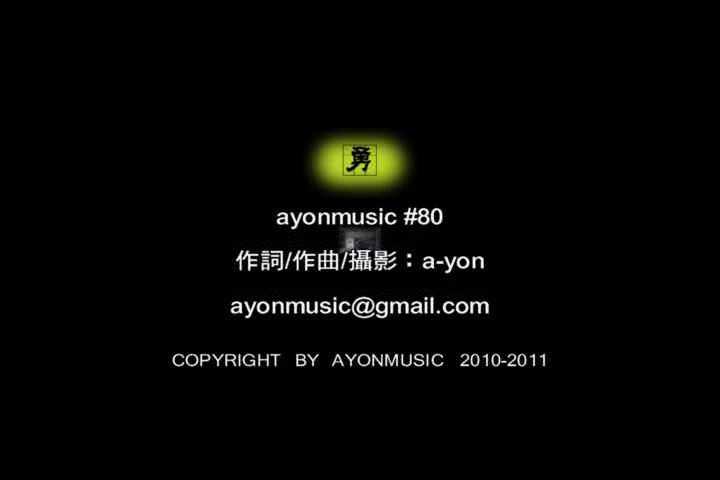 勇
ayonmusic #80
作詞/作曲/攝影：a-yon
ayonmusic@gmail.com
COPYRIGHT BY AYONMUSIC 2010-2011